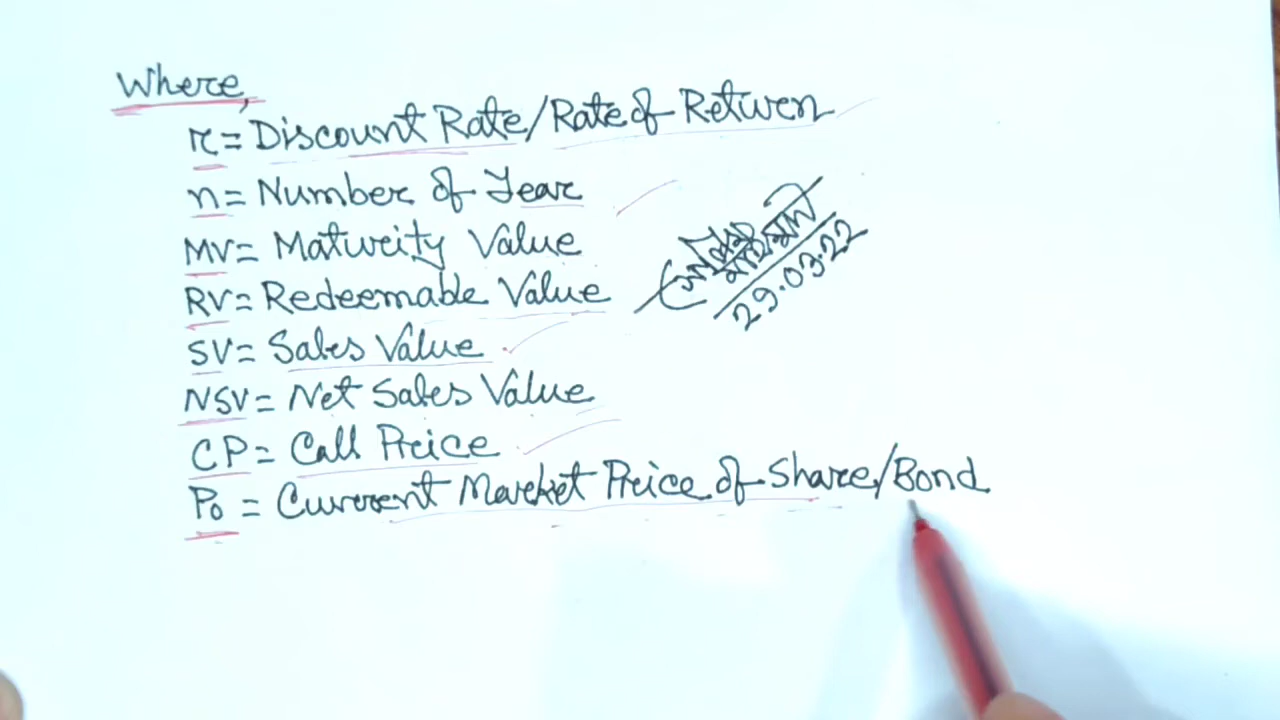 Where,
r = Discount Rate/Rate of Return
n = Number of Year
MV = Maturity Value
RV = Redeemable Value
SV = Sales Value
NSV = Net Sales Value
CP = Call Price
P₀ = Current Market Price of Share/Bond
29.03.22